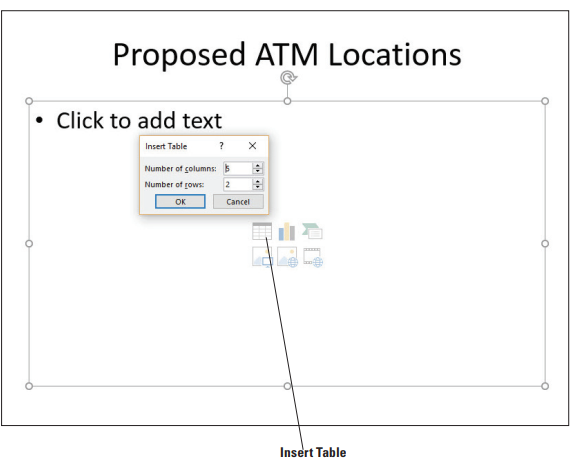 Proposed ATM Locations
• Click to add text
Insert Table ? ×
Number of columns: 5
Number of rows: 2
OK Cancel
Insert Table